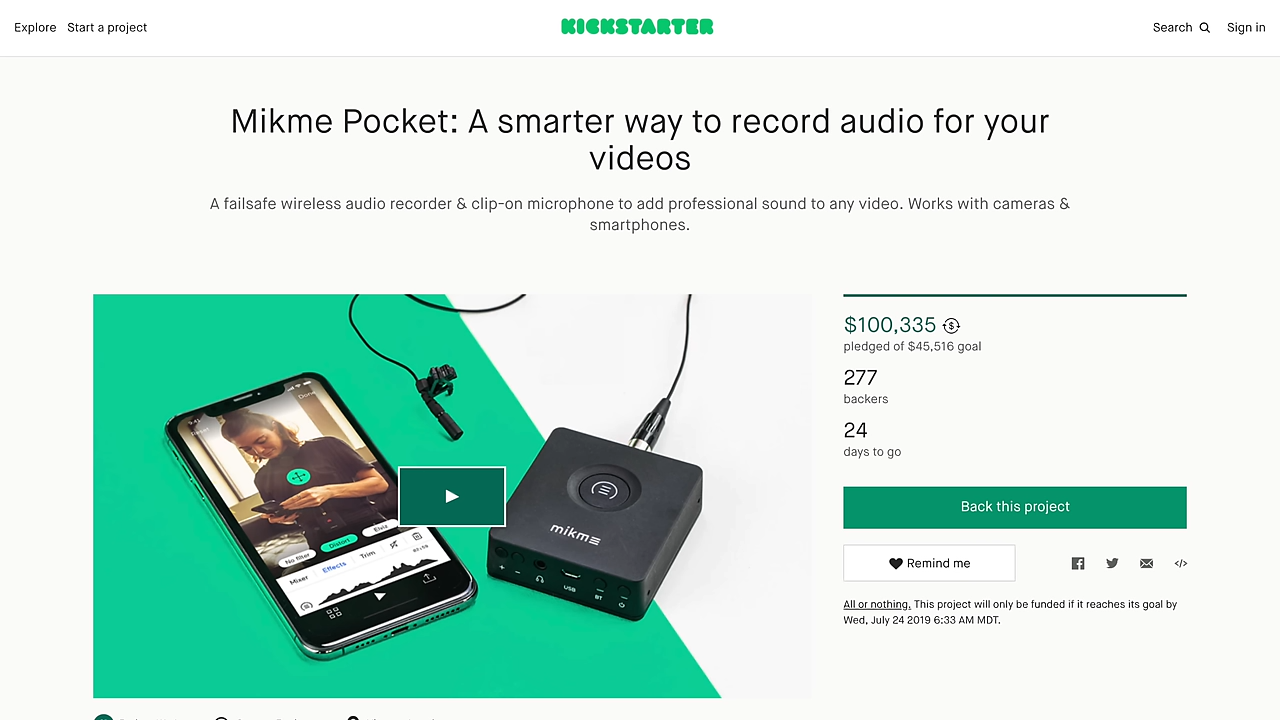 Explore Start a project KICKSTARTER Search Sign in
Mikme Pocket: A smarter way to record audio for your
videos
A failsafe wireless audio recorder & clip-on microphone to add professional sound to any video. Works with cameras &
smartphones.
$100,335
pledged of $45,516 goal
277
backers
24
days to go
Back this project
Remind me
All or nothing. This project will only be funded if it reaches its goal by
Wed, July 24 2019 6:33 AM MDT.
Done
No filter Distort
Mixer Effects Trim
mikme
USB
BT